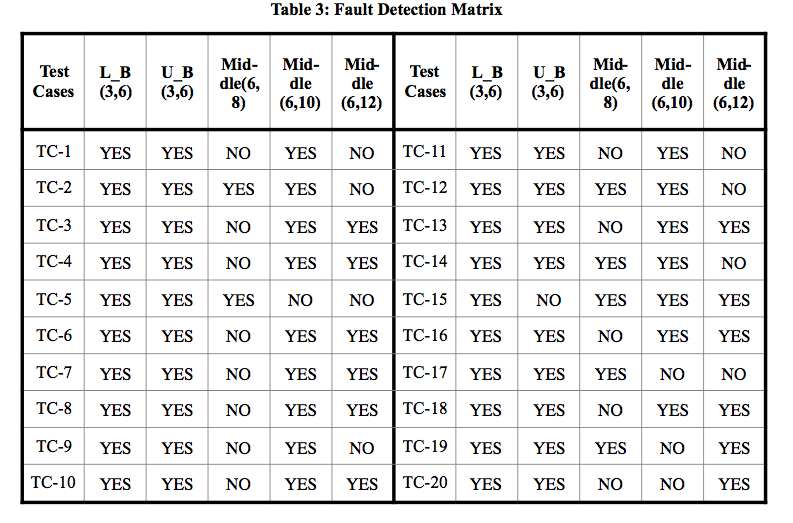 Table 3: Fault Detection Matrix
Test Cases L_B (3,6) U_B (3,6) Mid-dle(6, 8) Mid-dle (6,10) Mid-dle (6,12) Test Cases L_B (3,6) U_B (3,6) Mid-dle(6, 8) Mid-dle (6,10) Mid-dle (6,12)
TC-1 YES YES NO YES NO TC-11 YES YES NO YES NO
TC-2 YES YES YES YES NO TC-12 YES YES YES YES NO
TC-3 YES YES NO YES YES TC-13 YES YES NO YES YES
TC-4 YES YES NO YES YES TC-14 YES YES YES YES NO
TC-5 YES YES YES NO NO TC-15 YES NO YES YES YES
TC-6 YES YES NO YES YES TC-16 YES YES NO YES YES
TC-7 YES YES NO YES YES TC-17 YES YES YES NO NO
TC-8 YES YES NO YES YES TC-18 YES YES NO YES YES
TC-9 YES YES NO YES NO TC-19 YES YES YES NO YES
TC-10 YES YES NO YES YES TC-20 YES YES NO NO YES